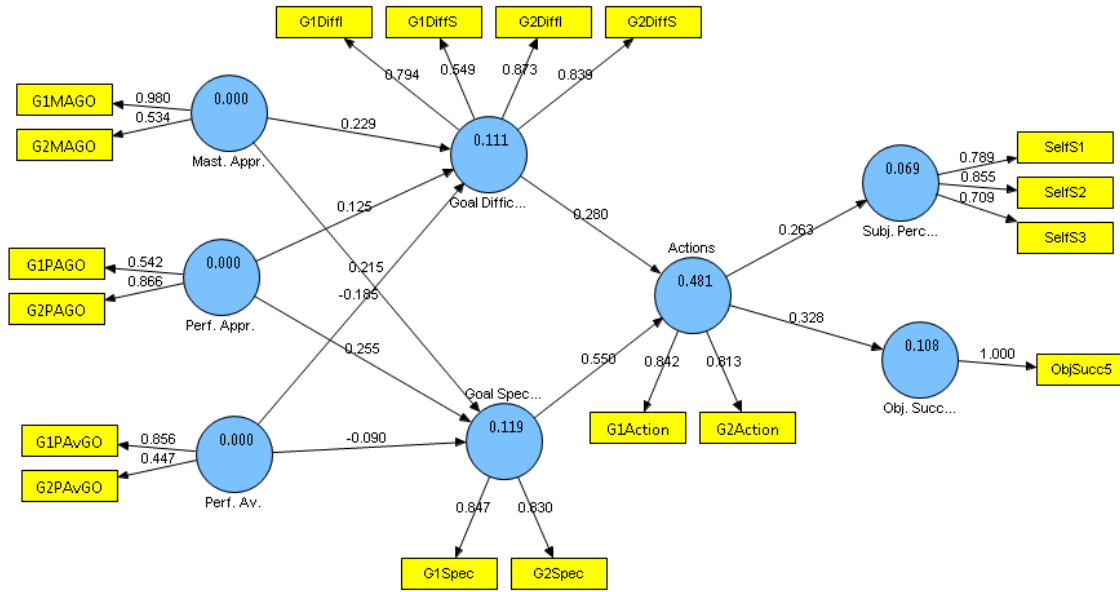 G1DiffI
G1DiffS
G2DiffI
G2DiffS
0.794
0.549
0.873
0.839
G1MAGO
0.980
G2MAGO
0.534
0.000
Mast. Appr.
0.229
0.111
Goal Diffic...
0.125
0.280
0.069
Subj. Perc...
0.789
SelfS1
0.855
SelfS2
0.709
SelfS3
0.263
Actions
0.481
G1PAGO
0.542
G2PAGO
0.866
0.000
Perf. Appr.
0.215
-0.185
0.255
0.550
0.328
0.108
Obj. Succ...
1.000
ObjSucc5
0.842
0.813
G1Action
G2Action
G1PAvGO
0.856
G2PAvGO
0.447
0.000
Perf. Av.
-0.090
Goal Spec...
0.119
0.847
0.830
G1Spec
G2Spec